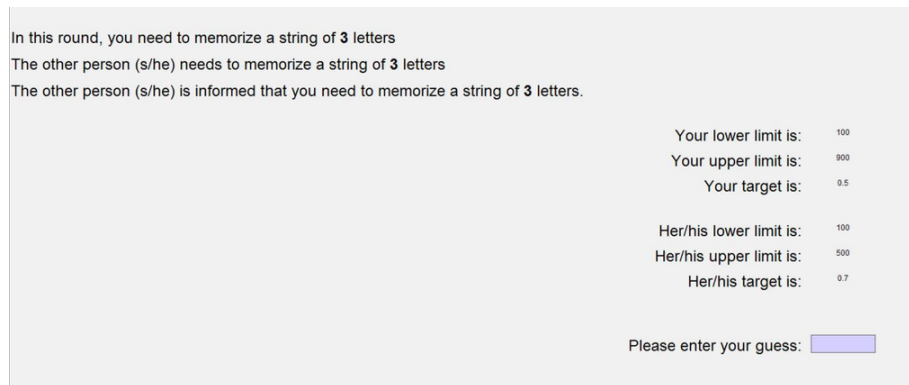 In this round, you need to memorize a string of 3 letters
The other person (s/he) needs to memorize a string of 3 letters
The other person (s/he) is informed that you need to memorize a string of 3 letters.
Your lower limit is: 100
Your upper limit is: 900
Your target is: 0.5
Her/his lower limit is: 100
Her/his upper limit is: 500
Her/his target is: 0.7
Please enter your guess: